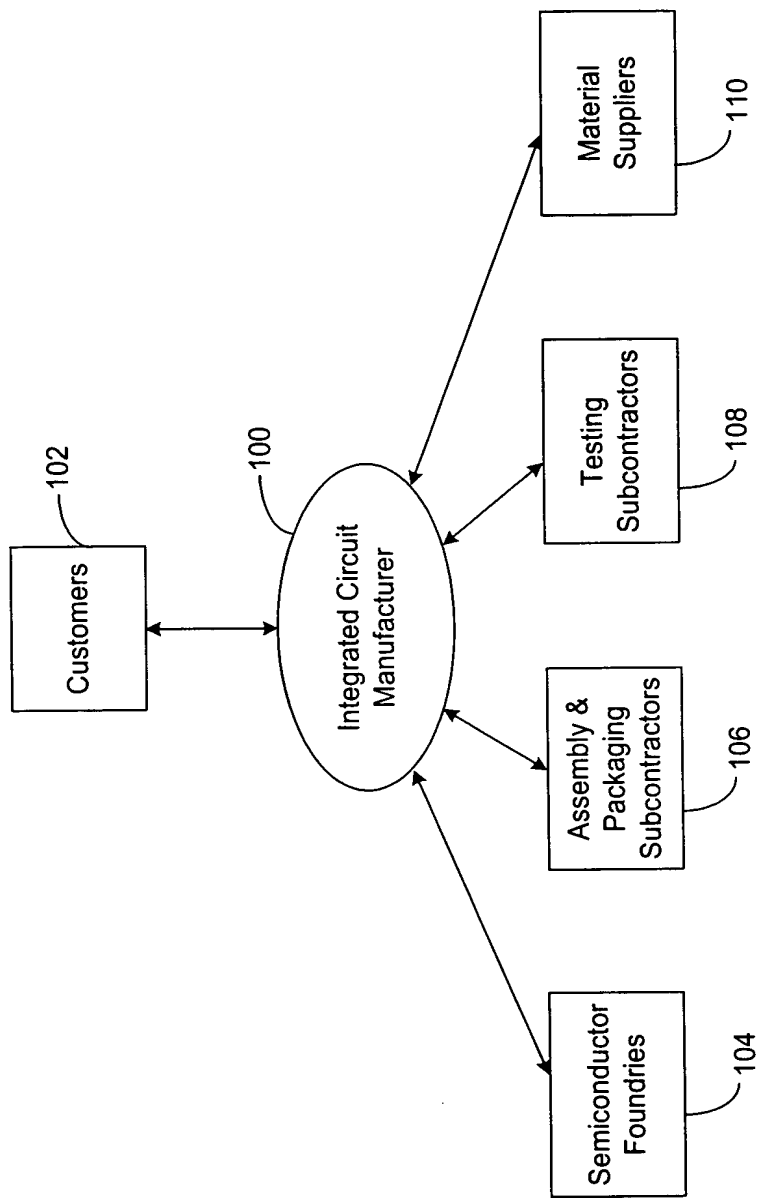 102
Customers
100
Integrated Circuit
Manufacturer
Semiconductor
Foundries
104
Assembly &
Packaging
Subcontractors
106
Testing
Subcontractors
108
Material
Suppliers
110